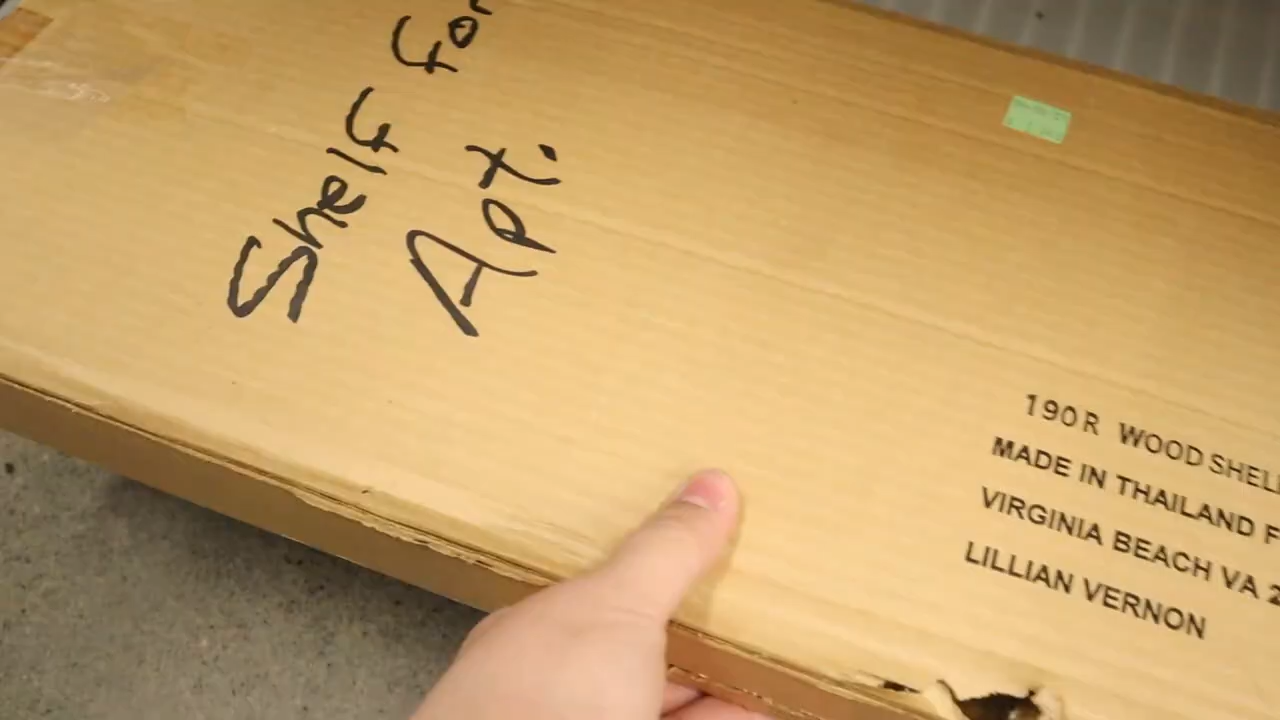 Shelf for
Apt.
190R WOOD SHEL
MADE IN THAILAND F
VIRGINIA BEACH VA 2
LILLIAN VERNON